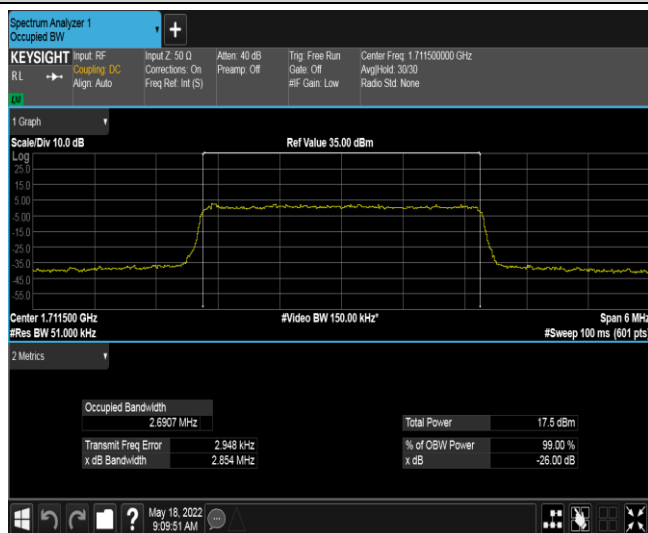 Spectrum Analyzer 1
Occupied BW
+
KEYSIGHT Input: RF Input Z: 50 Ω Atten: 40 dB Trig: Free Run Center Freq: 1.711500000 GHz
RL Coupling: DC Corrections: On Preamp: Off Gate: Off Avg|Hold: 30/30
Align: Auto Freq Ref: Int (S) #IF Gain: Low Radio Std: None
LXI
1 Graph
Scale/Div 10.0 dB Ref Value 35.00 dBm
Log
25.0
15.0
5.00
-5.00
-15.0
-25.0
-35.0
-45.0
-55.0
Center 1.711500 GHz #Video BW 150.00 kHz* Span 6 MHz
#Res BW 51.000 kHz #Sweep 100 ms (601 pts)
2 Metrics
Occupied Bandwidth
2.6907 MHz Total Power 17.5 dBm
Transmit Freq Error 2.948 kHz % of OBW Power 99.00 %
x dB Bandwidth 2.854 MHz x dB -26.00 dB
? May 18, 2022
9:09:51 AM